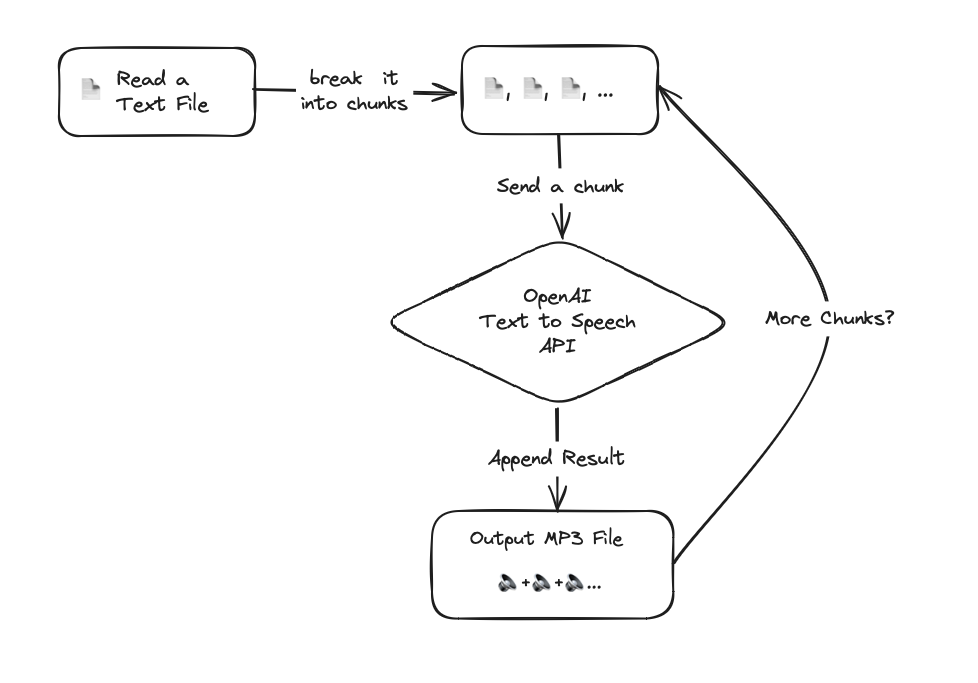 Read a
Text File
break it
into chunks
, , , ...
Send a chunk
OpenAI
Text to Speech
API
More Chunks?
Append Result
Output MP3 File
+ + ...